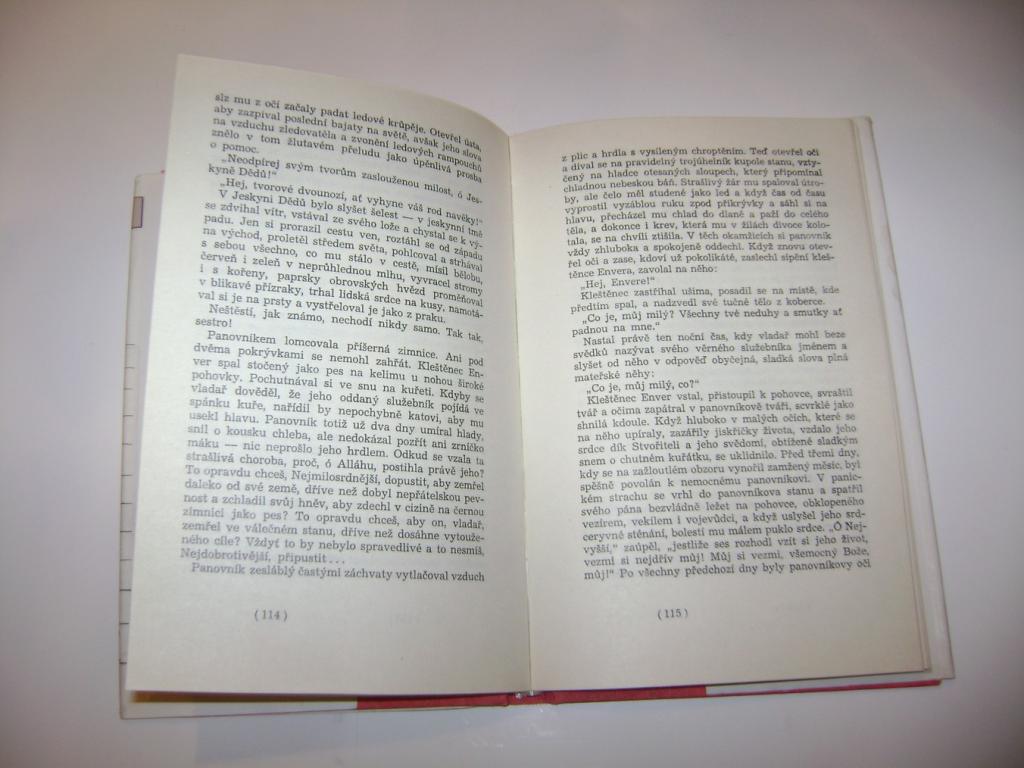 slz mu z očí začaly padat ledové krůpěje. Otevřel ústa,
aby zazpíval poslední bajaty na světě, avšak jeho slova
na vzduchu zledovatěla a zvonění ledových rampouchů
znělo v tom žlutavém přeludu jako úpěnlivá prosba
o pomoc.
„Neodpírej svým tvorům zaslouženou milost, ó Jes-
kyně Dědů!“
„Hej, tvorové dvounozí, ať vyhyne váš rod navěky!“
V Jeskyni Dědů bylo slyšet šelest — v jeskynní tmě
se zdvíhal vítr, vstával ze svého lože a chystal se k vý-
padu. Jen si prorazil cestu ven, roztáhl se od západu
na východ, proletěl středem světa, pohlcoval a strhával
s sebou všechno, co mu stálo v cestě, mísil bělobu,
červeň i zeleň v neprůhlednou mlhu, vyvracel stromy
i s kořeny, paprsky obrovských hvězd proměňoval
v blikavé přízraky, trhal lidská srdce na kusy, namotá-
val si je na prsty a vystřeloval je jako z praku.
Neštěstí, jak známo, nechodí nikdy samo. Tak tak,
sestro!
Panovníkem lomcovala příšerná zimnice. Ani pod
dvěma pokrývkami se nemohl zahřát. Kleštěnec En-
ver spal stočený jako pes na kelimu u nohou široké
pohovky. Pochutnával si ve snu na kuřeti. Kdyby se
vladař dověděl, že jeho oddaný služebník pojídá ve
spánku kuře, nařídil by nepochybně katovi, aby mu
usekl hlavu. Panovník totiž už dva dny umíral hlady,
snil o kousku chleba, ale nedokázal pozřít ani zrníčko
máku — nic neprošlo jeho hrdlem. Odkud se vzala ta
strašlivá choroba, proč, ó Alláhu, postihla právě jeho?
To opravdu chceš, Nejmilosrdnější, dopustit, aby zemřel
daleko od své země, dříve než dobyl nepřátelskou pev-
nost a zchladil svůj hněv, aby zdechl v cizině na černou
zimnici jako pes? To opravdu chceš, aby on, vladař,
zemřel ve válečném stanu, dříve než dosáhne vytouže-
ného cíle? Vždyť to by nebylo spravedlivé a to nesmíš,
Nejdobrotivější, připustit...
Panovník zesláblý častými záchvaty vytlačoval vzduch
(114)
z plic a hrdla s vysíleným chroptěním. Teď otevřel oči
a díval se na pravidelný trojúhelník kupole stanu, vzty-
čený na hladce otesaných sloupech, který připomínal
chladnou nebeskou báň. Strašlivý žár mu spaloval útro-
by, ale čelo měl studené jako led a když čas od času
vyprostil vyzáblou ruku zpod přikrývky a sáhl si na
hlavu, přecházel mu chlad do dlaně a paží do celého
těla, a dokonce i krev, která mu v žilách divoce kolo-
tala, se na chvíli ztišila. V těch okamžicích si panovník
vždy zhluboka a spokojeně oddechl. Když znovu otev-
řel oči a zase, kdoví už pokolikáté, zaslechl sípění kleš-
těnce Envera, zavolal na něho:
„Hej, Envere!“
Kleštěnec zastříhal ušima, posadil se na místě, kde
předtím spal, a nadzvedl své tučné tělo z koberce.
„Co je, můj milý? Všechny tvé neduhy a smutky ať
padnou na mne.“
Nastal právě ten noční čas, kdy vladař mohl beze
svědků nazývat svého věrného služebníka jménem a
slyšet od něho v odpověď obyčejná, sladká slova plná
mateřské něhy:
„Co je, můj milý, co?“
Kleštěnec Enver vstal, přistoupil k pohovce, svraštil
tvář a očima zapátral v panovníkově tváři, scvrklé jako
shnilá kdoule. Když hluboko v malých očích, které se
na něho upíraly, zazářily jiskřičky života, vzdalo jeho
srdce dík Stvořiteli a jeho svědomí, obtížené sladkým
snem o chutném kuřátku, se uklidnilo. Před třemi dny,
kdy se na zažloutlém obzoru vynořil zamžený měsíc, byl
spěšně povolán k nemocnému panovníkovi. V panic-
kém strachu se vrhl do panovníkova stanu a spatřil
svého pána bezvládně ležet na pohovce, obklopeného
vezírem, vekilem i vojevůdci, a když uslyšel jeho srd-
ceryvné sténání, bolestí mu málem puklo srdce. „Ó Nej-
vyšší,“ zaúpěl, „jestliže ses rozhodl vzít si jeho život,
vezmi si nejdřív můj! Můj si vezmi, všemocný Bože,
můj!“ Po všechny předchozí dny byly panovníkovy oči
(115)